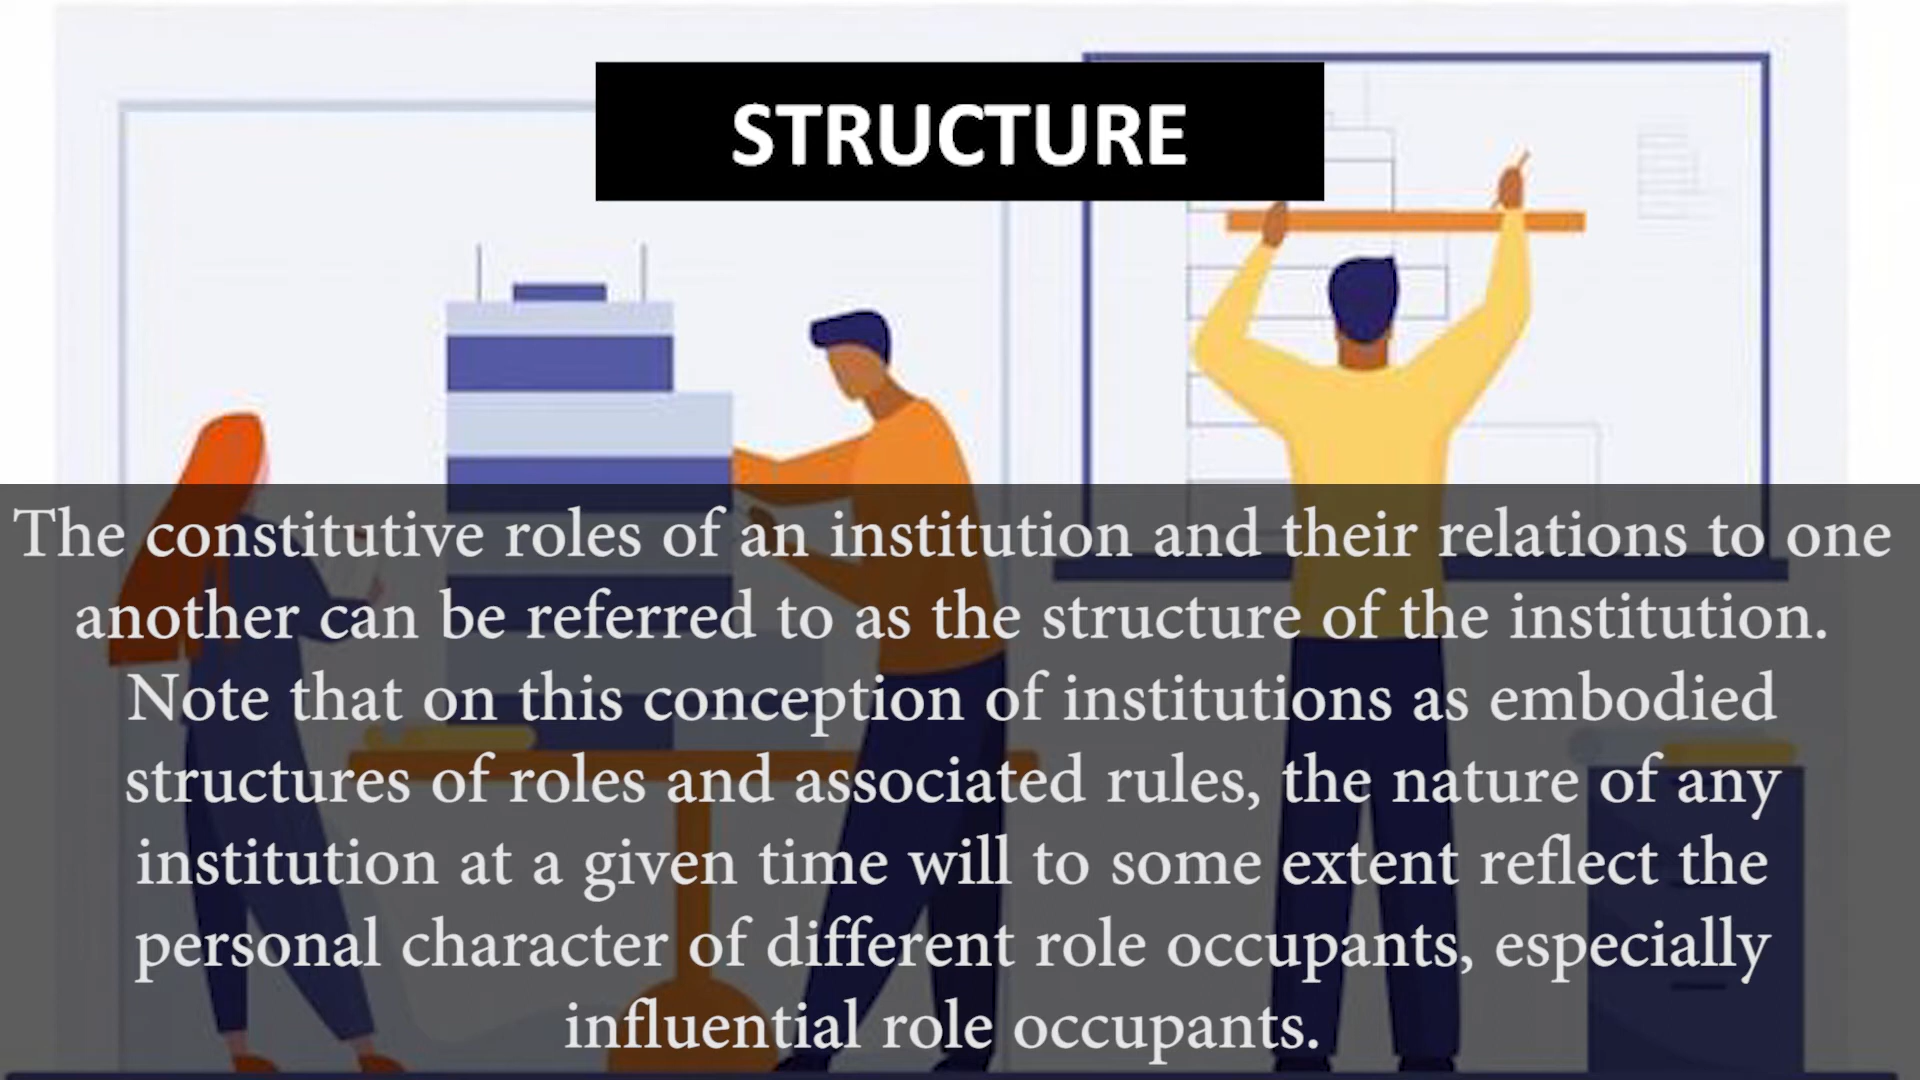 STRUCTURE
The constitutive roles of an institution and their relations to one
another can be referred to as the structure of the institution.
Note that on this conception of institutions as embodied
structures of roles and associated rules, the nature of any
institution at a given time will to some extent reflect the
personal character of different role occupants, especially
influential role occupants.